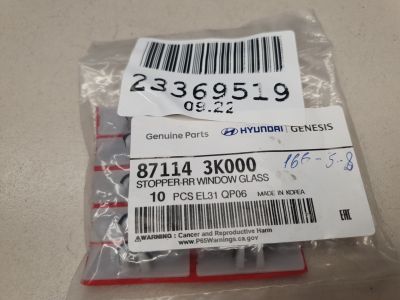 23369519
09.22
Genuine Parts HYUNDAI | GENESIS
87114 3K000
STOPPER-RR WINDOW GLASS
10 PCS EL31 QP06 MADE IN KOREA
166-5-8
WARNING : Cancer and Reproductive Harm
www.P65Warnings.ca.gov
EAC